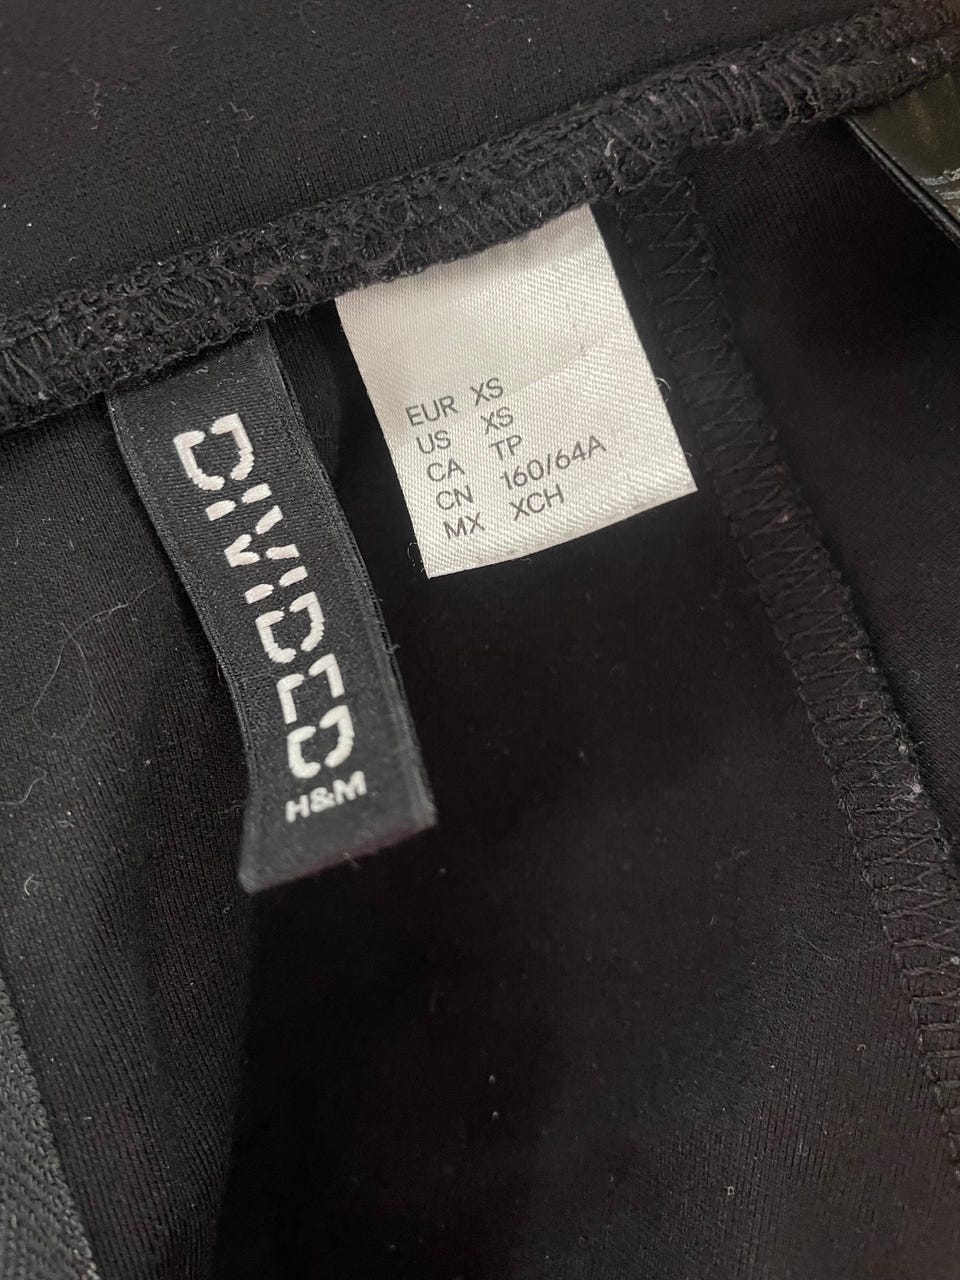 DIVIDED
H&M
EUR XS
US XS
CA TP
CN 160/64A
MX XCH